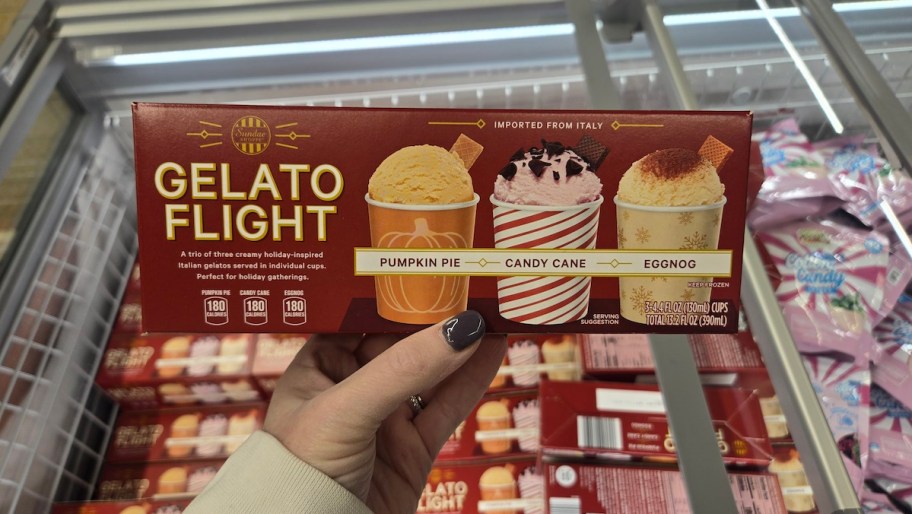 Sundae
IMPORTED FROM ITALY
GELATO
FLIGHT
A trio of three creamy holiday-inspired
Italian gelatos served in individual cups.
Perfect for holiday gatherings.
PUMPKIN PIE CANDY CANE EGGNOG
180 180 180
CALORIES CALORIES CALORIES
PUMPKIN PIE CANDY CANE EGGNOG
KEEP FROZEN
SERVING
SUGGESTION
3-4.4 FL OZ (130mL) CUPS
TOTAL 13.2 FL OZ (390mL)
GELATO
FLIGHT
GELATO
FLIGHT
Candy